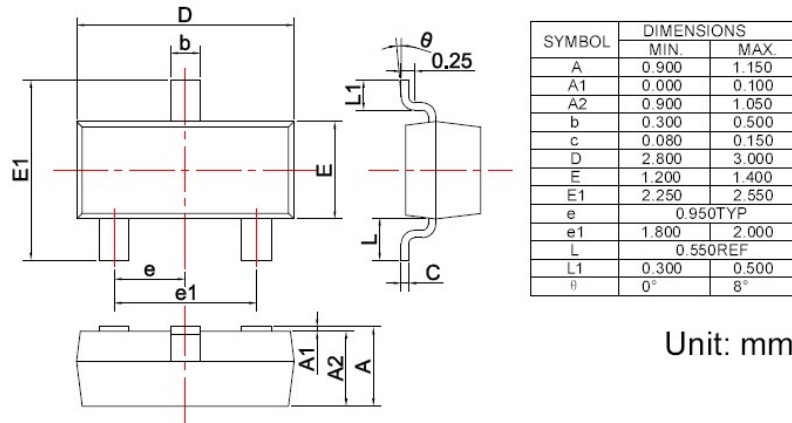 D
b
θ
0.25
L1
E1
E
L
e
e1
C
A1
A2
A
SYMBOL DIMENSIONS
MIN. MAX.
A 0.900 1.150
A1 0.000 0.100
A2 0.900 1.050
b 0.300 0.500
c 0.080 0.150
D 2.800 3.000
E 1.200 1.400
E1 2.250 2.550
e 0.950TYP
e1 1.800 2.000
L 0.550REF
L1 0.300 0.500
θ 0° 8°
Unit: mm